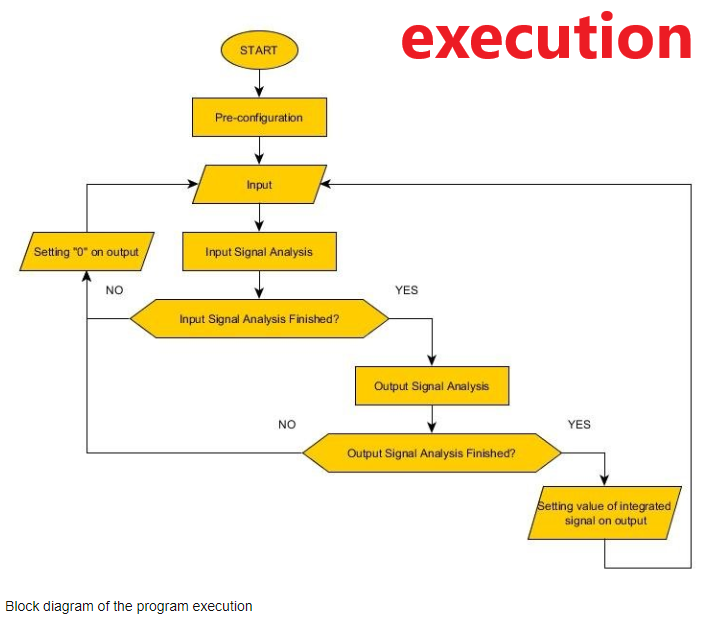 execution
START
Pre-configuration
Input
Setting "0" on output
Input Signal Analysis
NO
YES
Input Signal Analysis Finished?
Output Signal Analysis
NO
YES
Output Signal Analysis Finished?
Setting value of integrated
signal on output
Block diagram of the program execution